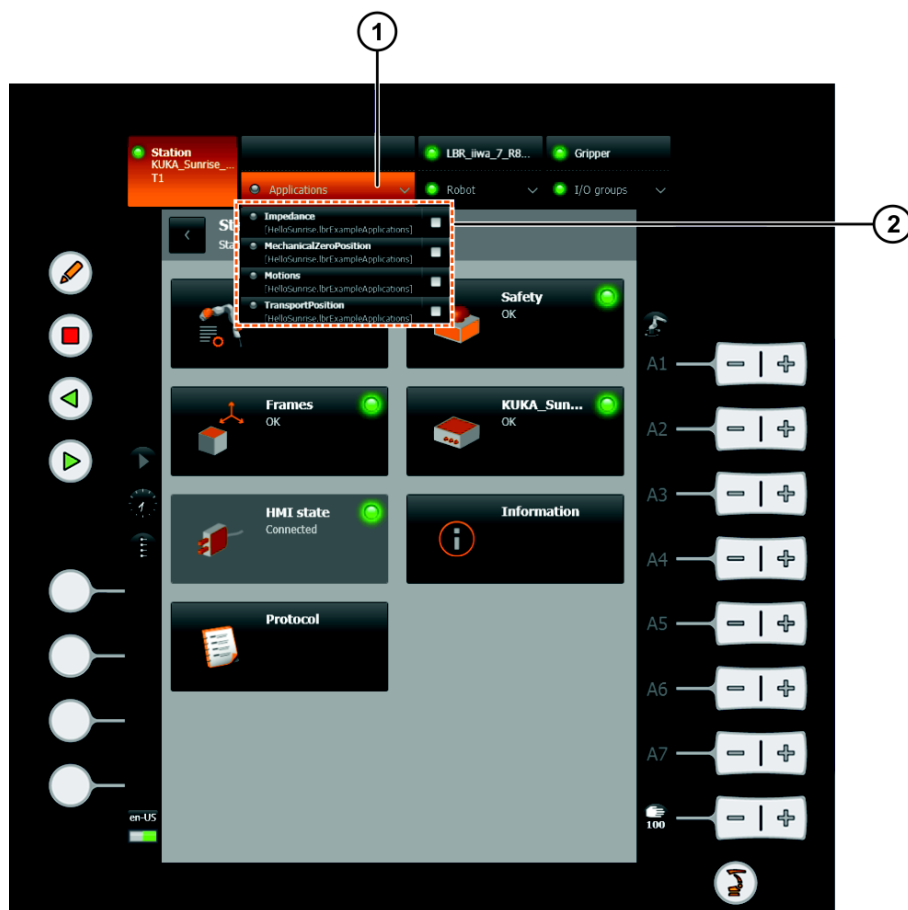 1
Station
KUKA_Sunrise_...
T1
LBR_iiwa_7_R8...
Gripper
Applications
Robot
I/O groups
2
Impedance
[HelloSunrise.lbrExampleApplications]
MechanicalZeroPosition
[HelloSunrise.lbrExampleApplications]
Motions
[HelloSunrise.lbrExampleApplications]
TransportPosition
[HelloSunrise.lbrExampleApplications]
St
Sta
Safety
OK
A1
Frames
OK
KUKA_Sun...
OK
A2
A3
HMI state
Connected
Information
A4
Protocol
A5
A6
A7
en-US
100